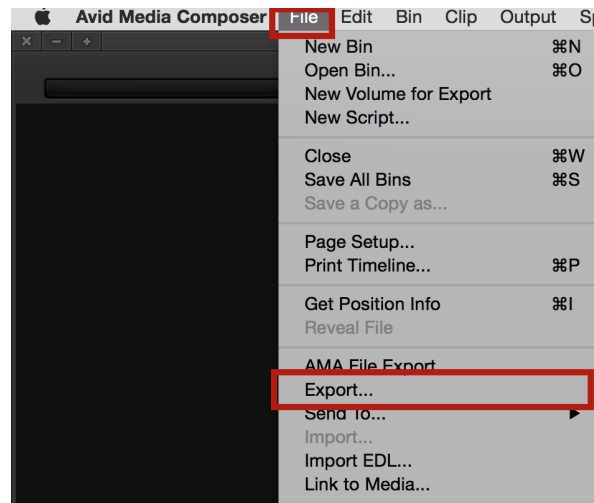 Avid Media Composer File Edit Bin Clip Output
New Bin ⌘N
Open Bin... ⌘O
New Volume for Export
New Script...
Close ⌘W
Save All Bins ⌘S
Save a Copy as...
Page Setup...
Print Timeline... ⌘P
Get Position Info ⌘I
Reveal File
AMA File Export
Export...
Send To...
Import...
Import EDL...
Link to Media...